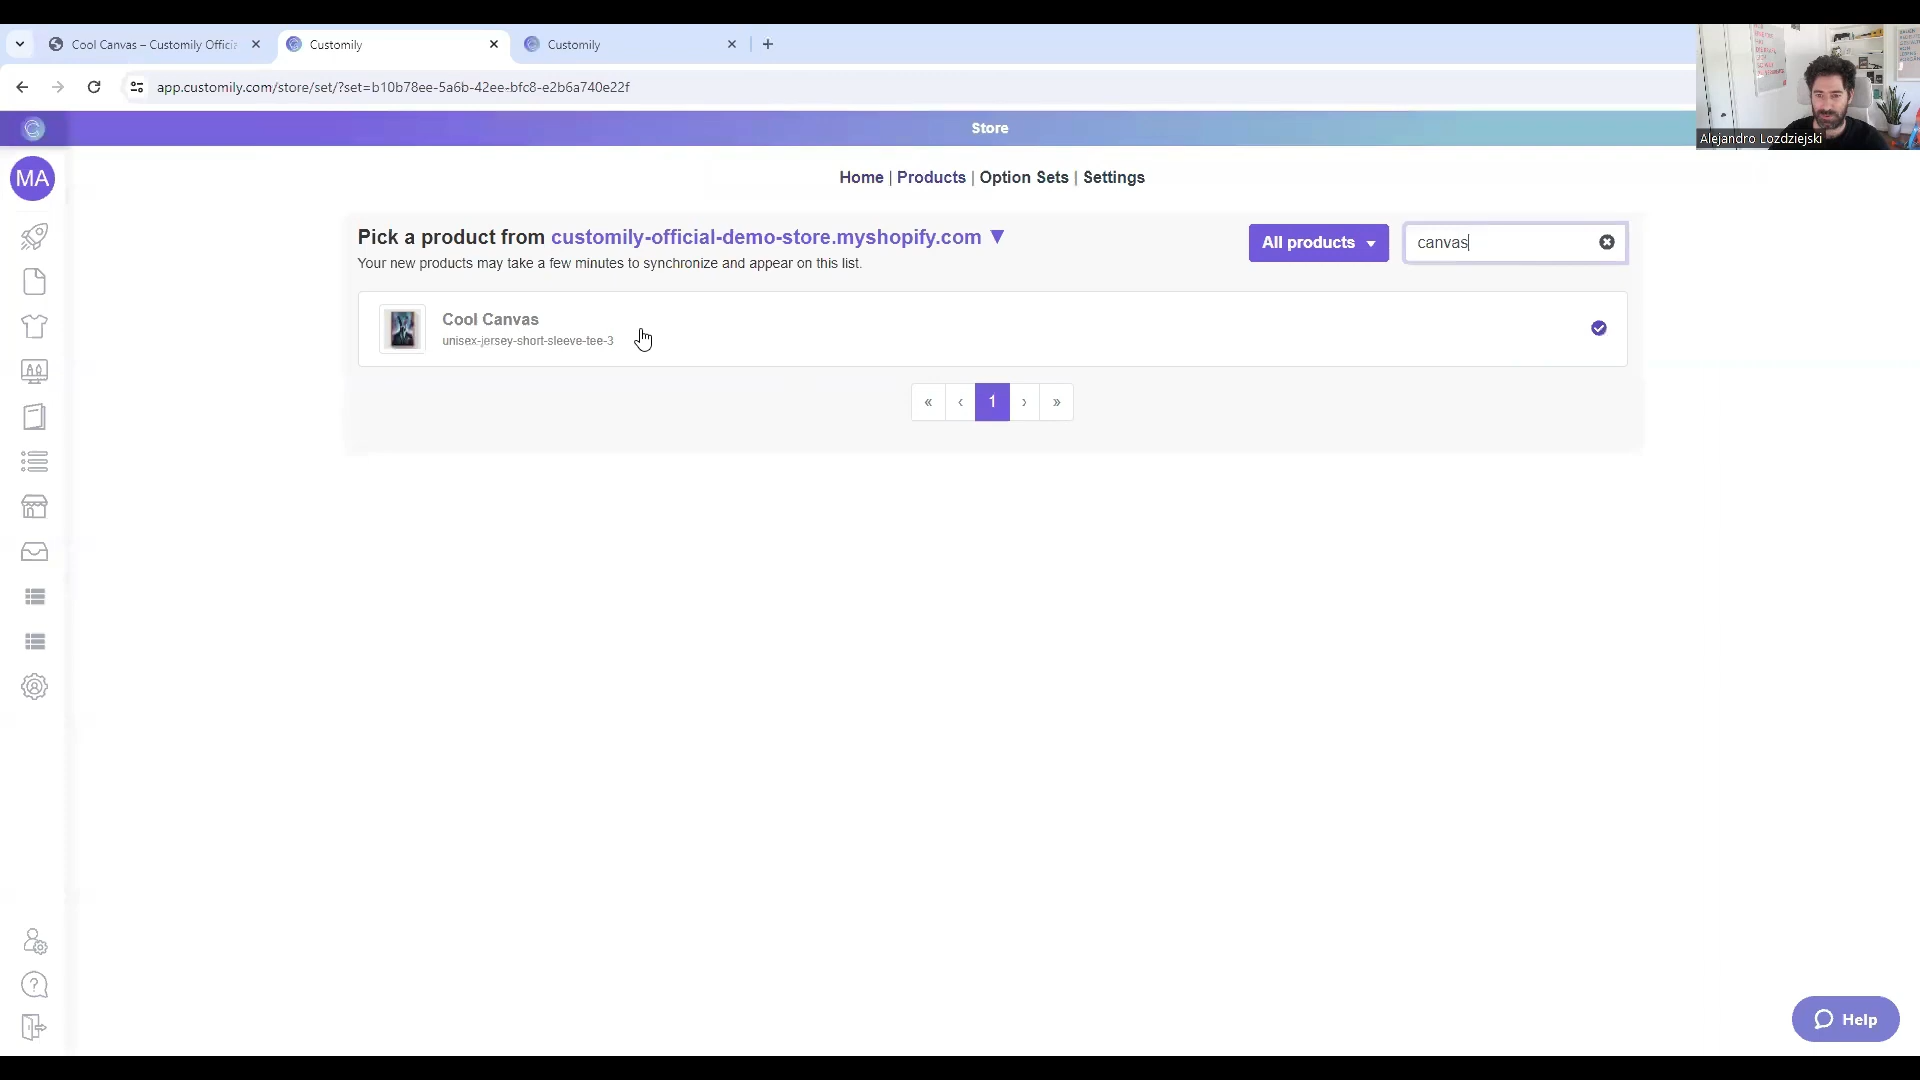 Cool Canvas – Customily Officia
Customily
Customily
app.customily.com/store/set/?set=b10b78ee-5a6b-42ee-bfc8-e2b6a740e22f
Store
MA
Home | Products | Option Sets | Settings
Pick a product from customily-official-demo-store.myshopify.com ▼
All products
canvas
Your new products may take a few minutes to synchronize and appear on this list.
Cool Canvas
unisex-jersey-short-sleeve-tee-3
« ‹ 1 › »
Alejandro Lozdziejski
Help